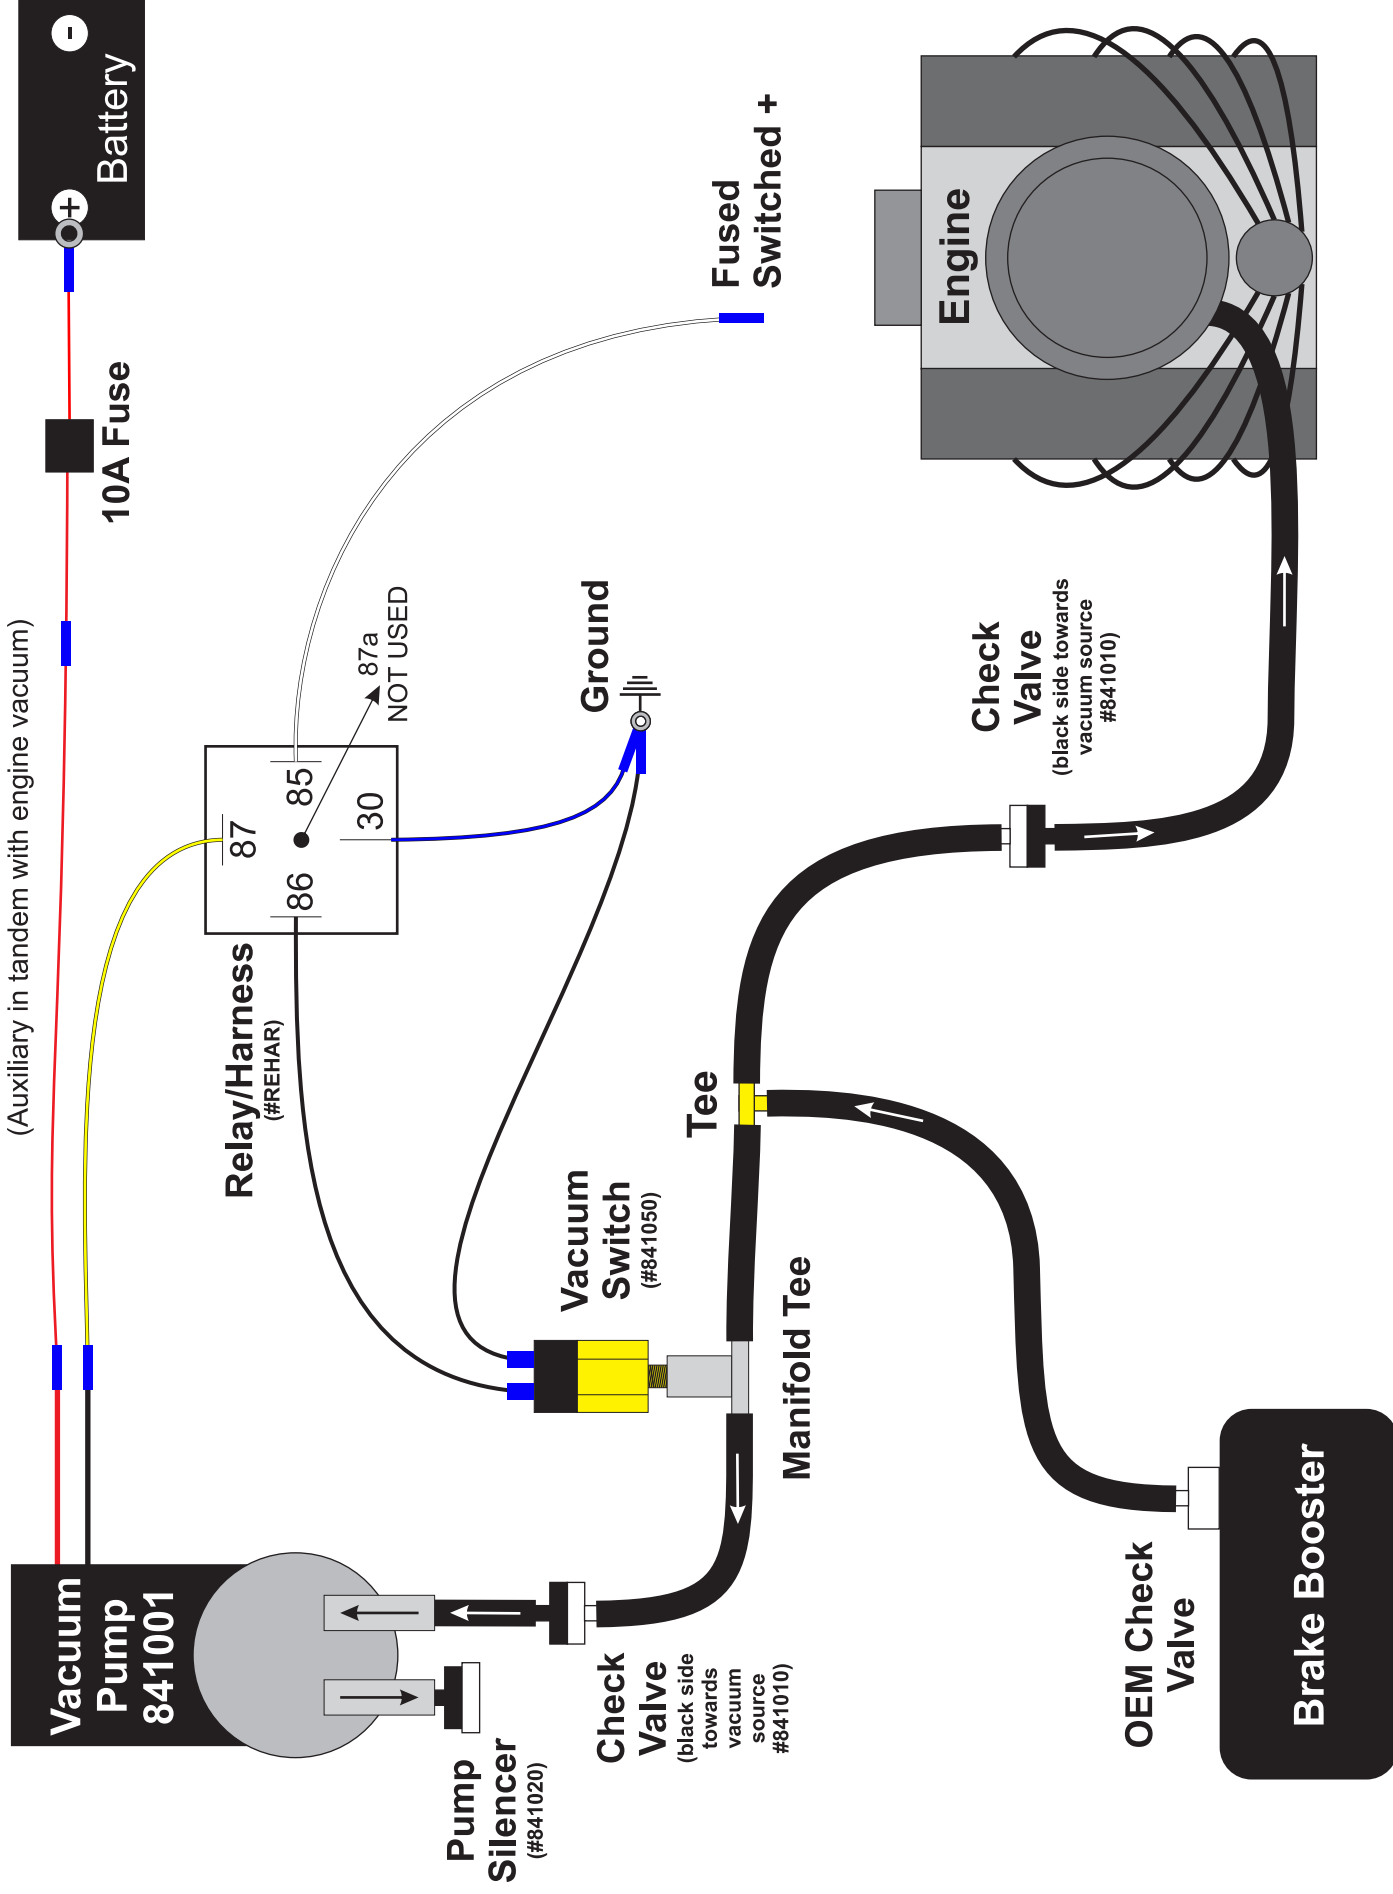 (Auxiliary in tandem with engine vacuum)
Vacuum
Pump
841001
Pump
Silencer
(#841020)
Check
Valve
(black side
towards
vacuum
source
#841010)
Relay/Harness
(#REHAR)
87
86
85
30
87a
NOT USED
10A Fuse
+
-
Battery
Vacuum
Switch
(#841050)
Ground
Fused
Switched +
Manifold Tee
Tee
Check
Valve
(black side towards
vacuum source
#841010)
Engine
OEM Check
Valve
Brake Booster